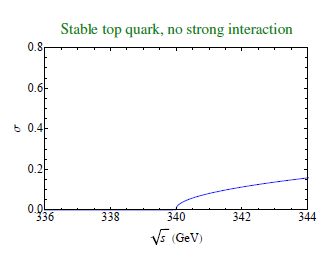 Stable top quark, no strong interaction
0.8
0.6
σ 0.4
0.2
0.0
336 338 340 342 344
√s (GeV)